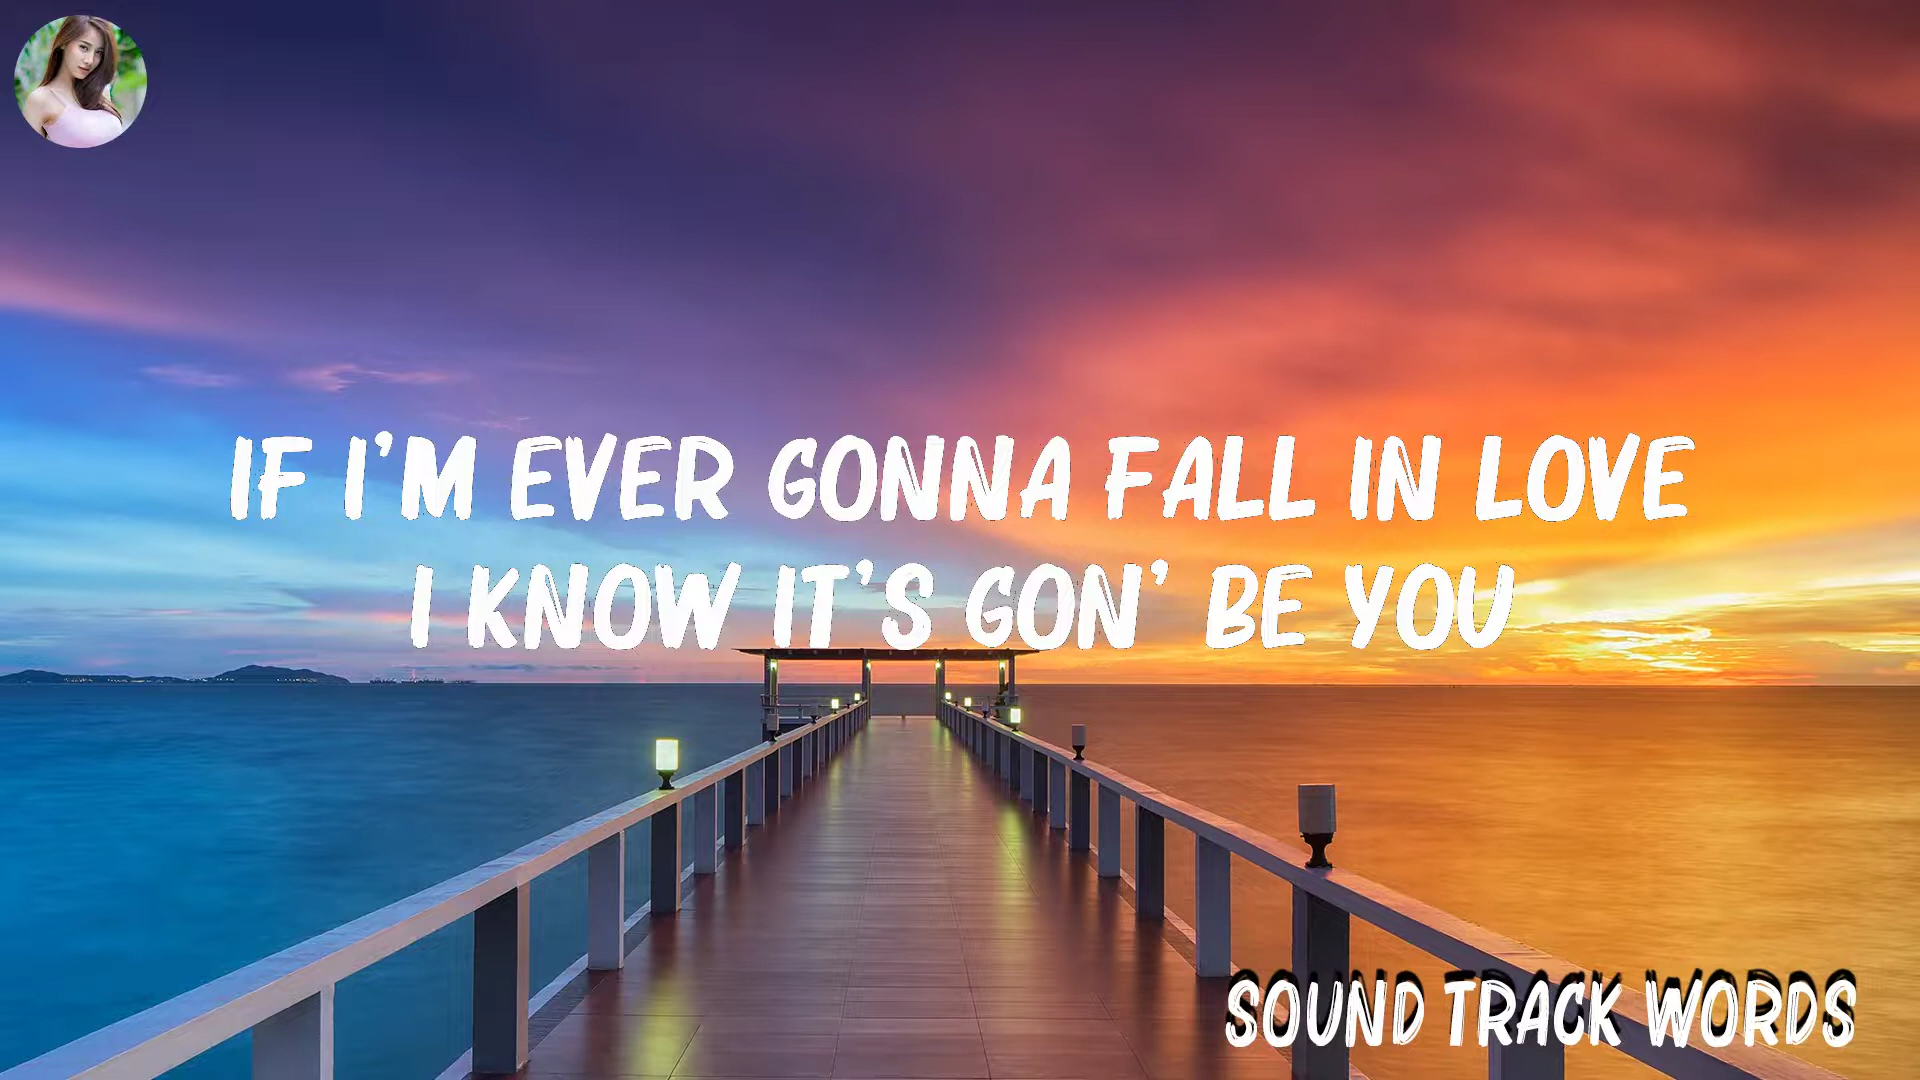 IF I'M EVER GONNA FALL IN LOVE
I KNOW IT'S GON' BE YOU
SOUND TRACK WORDS